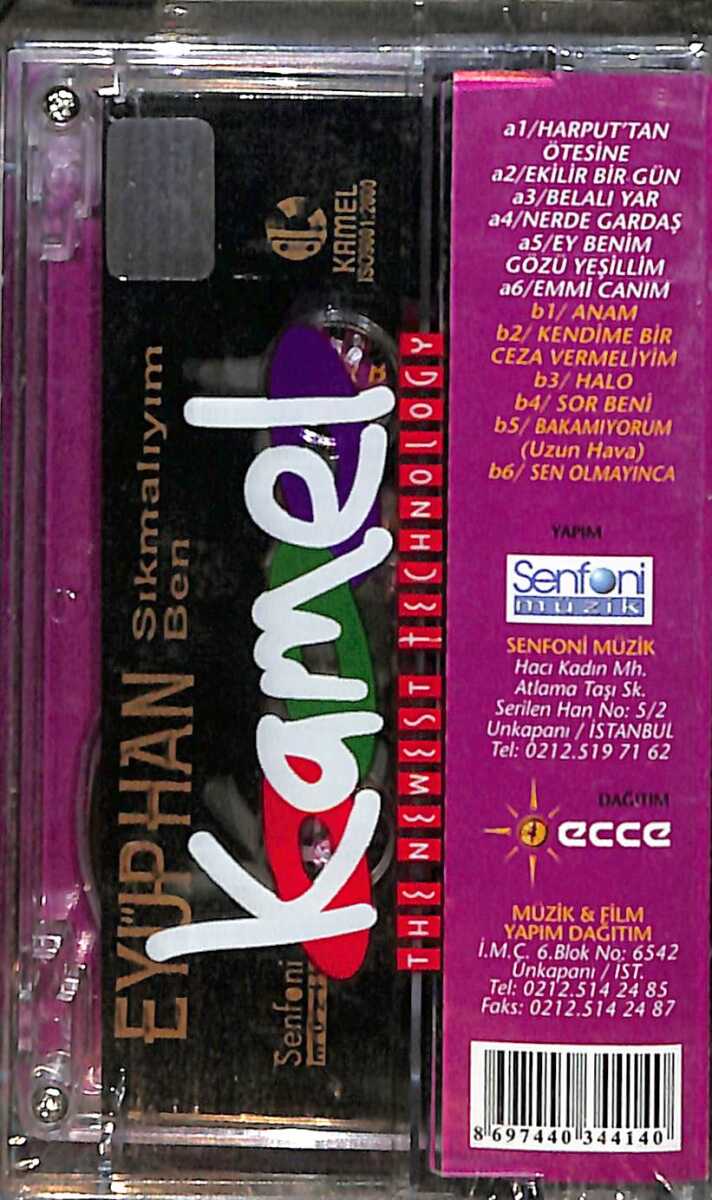 a1/HARPUT'TAN
ÖTESİNE
a2/EKİLİR BİR GÜN
a3/BELALI YAR
a4/NERDE GARDAŞ
a5/EY BENİM
GÖZÜ YEŞİLLİM
a6/EMMİ CANIM
b1/ ANAM
b2/ KENDİME BİR
CEZA VERMELİYİM
b3/ HALO
b4/ SOR BENİ
b5/ BAKAMIYORUM
(Uzun Hava)
b6/ SEN OLMAYINCA
YAPIM
Senfoni
müzik
SENFONİ MÜZİK
Hacı Kadın Mh.
Atlama Taşı Sk.
Serilen Han No: 5/2
Unkapanı / İSTANBUL
Tel: 0212.519 71 62
DAĞITIM
ecce
MÜZİK & FİLM
YAPIM DAĞITIM
İ.M.Ç. 6.Blok No: 6542
Unkapanı / İST.
Tel: 0212.514 24 85
Faks: 0212.514 24 87
8 697440 344140
EYÜPHAN
Sıkmalıyım
Ben
Senfoni
müzik
KAMEL
ISO9001:2000
Kamel
THE NEWEST TECHNOLOGY